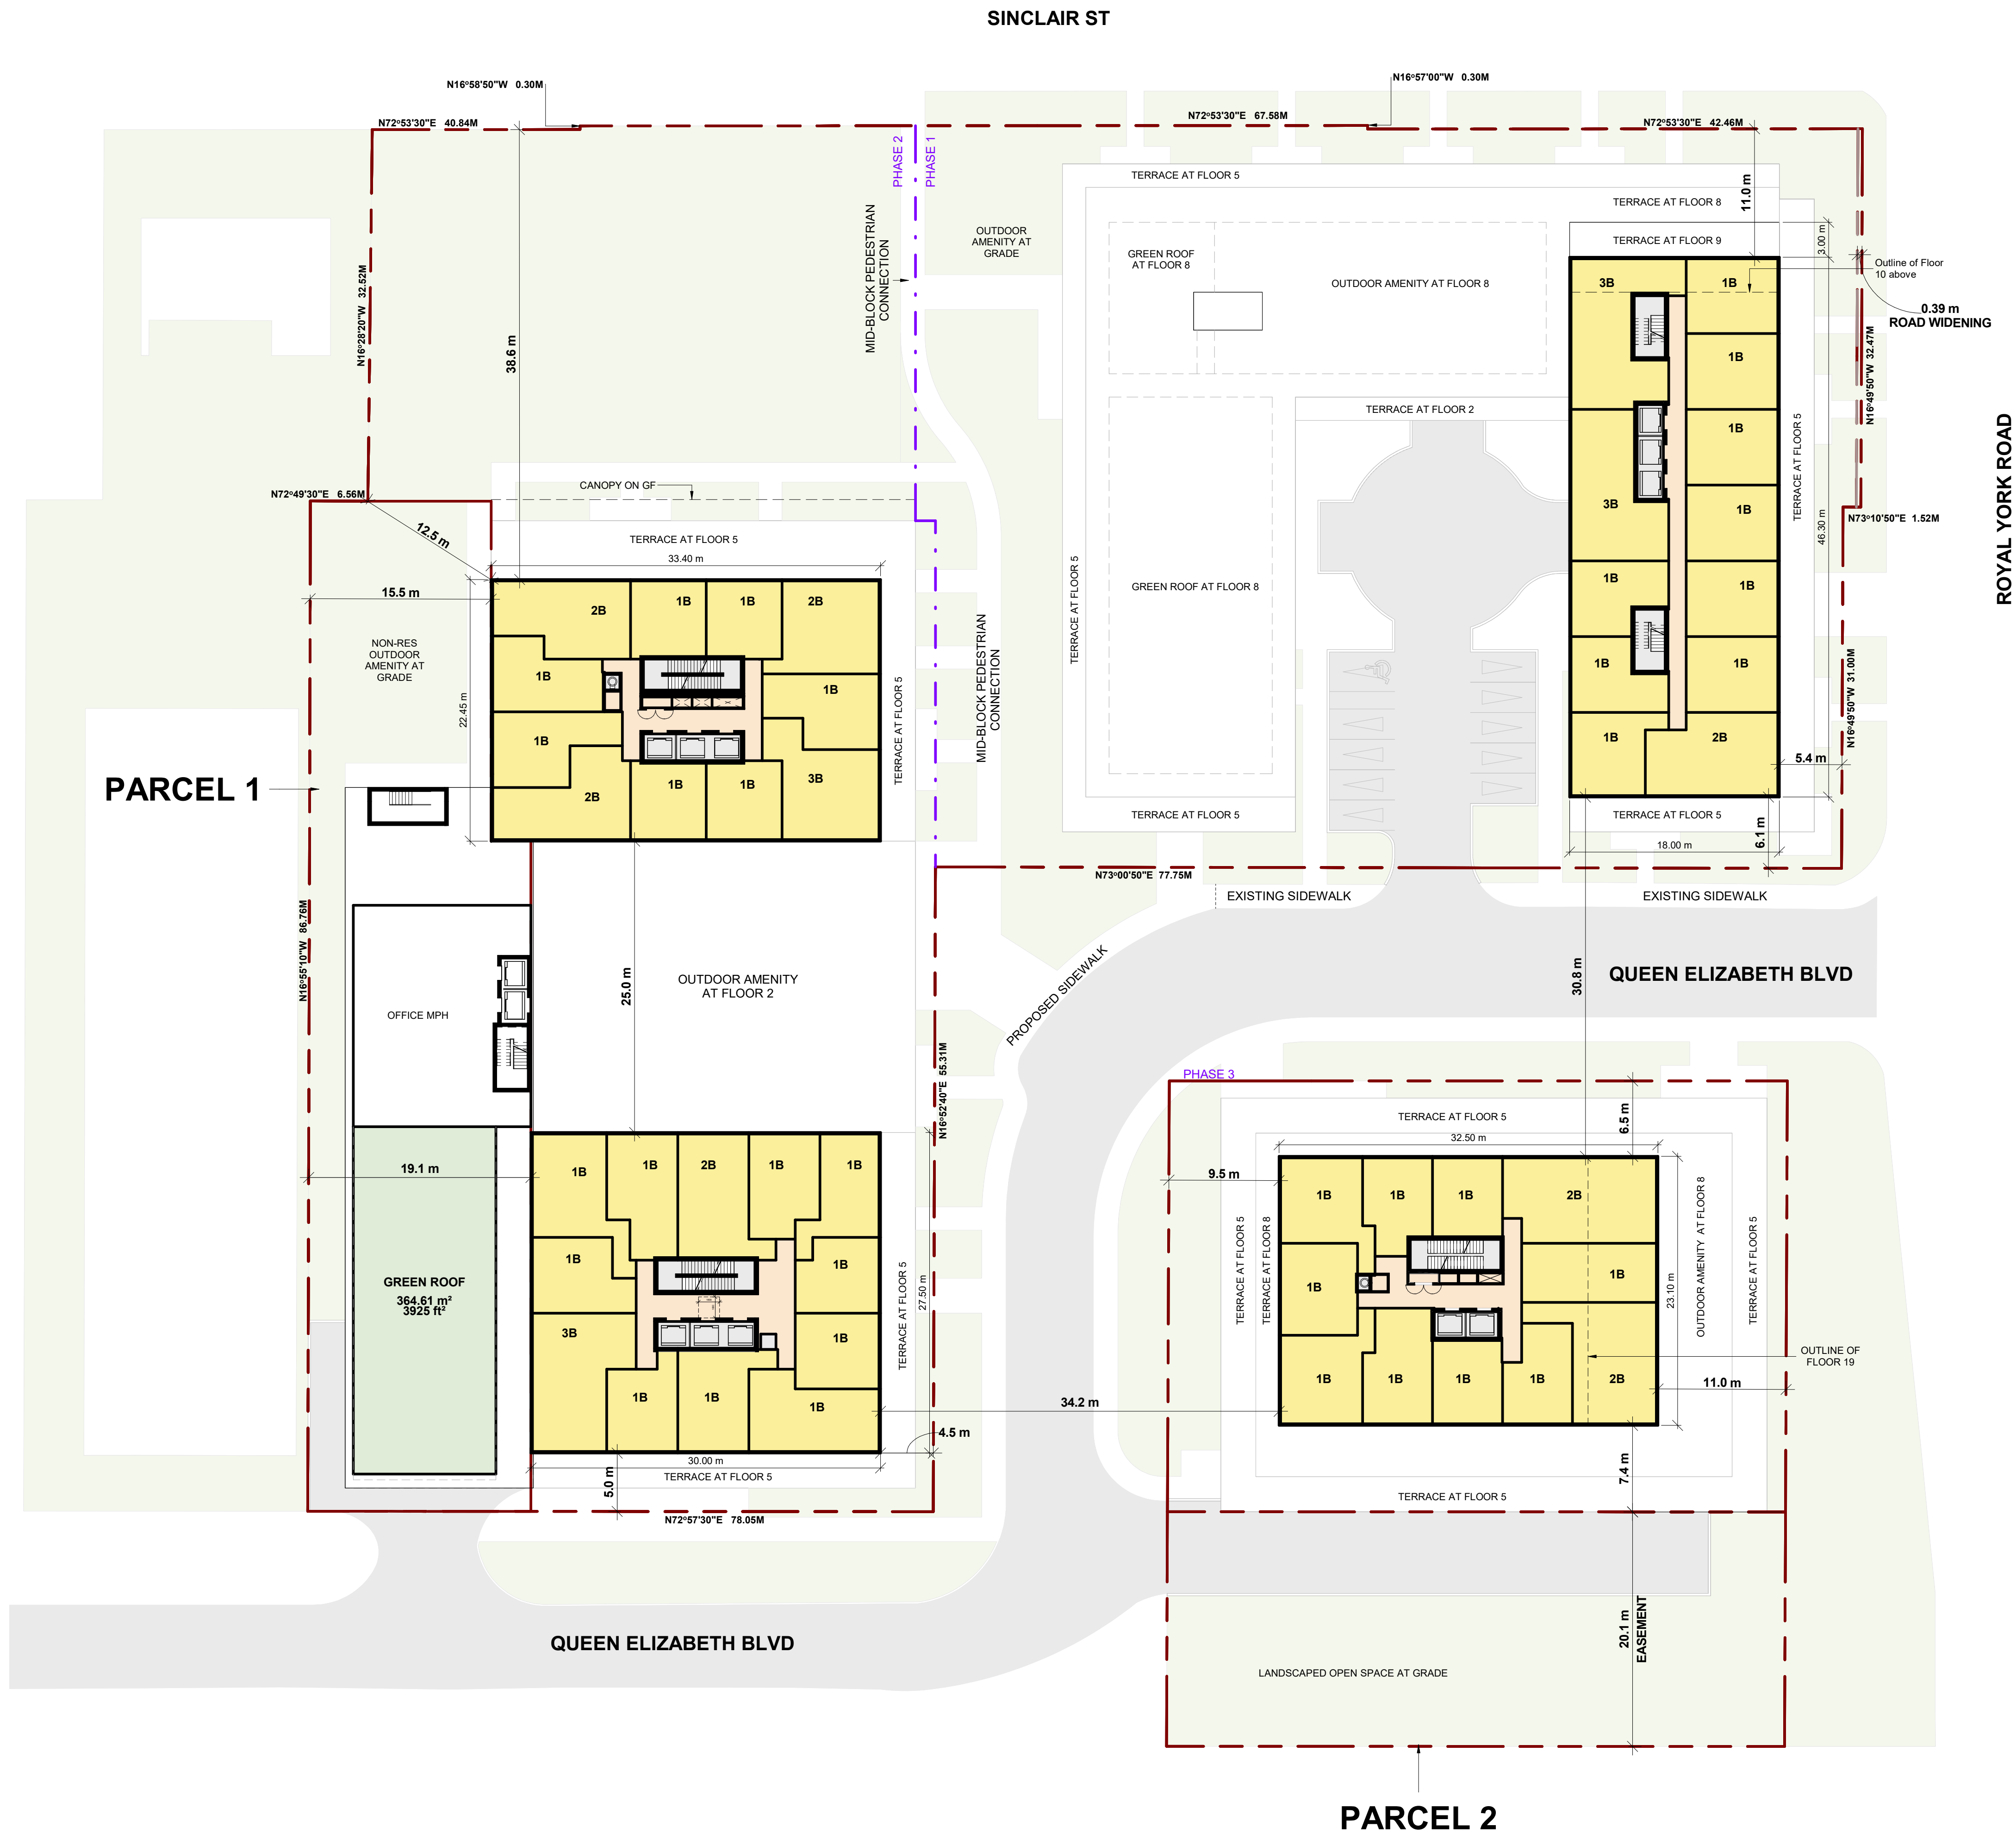 SINCLAIR ST
N16°58'50"W 0.30M
N16°57'00"W 0.30M
N72°53'30"E 40.84M
N72°53'30"E 67.58M
N72°53'30"E 42.46M
PHASE 2
PHASE 1
TERRACE AT FLOOR 5
TERRACE AT FLOOR 8
11.0 m
MID-BLOCK PEDESTRIAN
CONNECTION
OUTDOOR
AMENITY AT
GRADE
TERRACE AT FLOOR 9
3.00 m
GREEN ROOF
AT FLOOR 8
OUTDOOR AMENITY AT FLOOR 8
Outline of Floor
10 above
0.39 m
ROAD WIDENING
N16°28'20"W 32.52M
38.6 m
3B
1B
1B
N16°49'50"W 32.47M
ROYAL YORK ROAD
TERRACE AT FLOOR 2
1B
TERRACE AT FLOOR 5
CANOPY ON GF
N72°49'30"E 6.56M
3B
1B
N73°10'50"E 1.52M
46.30 m
12.5 m
TERRACE AT FLOOR 5
33.40 m
TERRACE AT FLOOR 5
GREEN ROOF AT FLOOR 8
1B
1B
15.5 m
2B
1B
1B
2B
NON-RES
OUTDOOR
AMENITY AT
GRADE
1B
1B
22.45 m
1B
1B
TERRACE AT FLOOR 5
MID-BLOCK PEDESTRIAN
CONNECTION
N16°49'50"W 31.00M
1B
1B
2B
5.4 m
PARCEL 1
2B
1B
1B
3B
TERRACE AT FLOOR 5
TERRACE AT FLOOR 5
6.1 m
18.00 m
N73°00'50"E 77.75M
EXISTING SIDEWALK
EXISTING SIDEWALK
N16°55'10"W 86.76M
25.0 m
OUTDOOR AMENITY
AT FLOOR 2
OFFICE MPH
PROPOSED SIDEWALK
30.8 m
QUEEN ELIZABETH BLVD
N16°52'40"E 55.31M
PHASE 3
TERRACE AT FLOOR 5
6.5 m
32.50 m
19.1 m
1B
1B
2B
1B
1B
9.5 m
1B
1B
1B
2B
1B
1B
TERRACE AT FLOOR 5
27.50 m
TERRACE AT FLOOR 5
TERRACE AT FLOOR 8
1B
1B
23.10 m
OUTDOOR AMENITY AT FLOOR 8
TERRACE AT FLOOR 5
GREEN ROOF
364.61 m²
3925 ft²
3B
1B
OUTLINE OF
FLOOR 19
1B
1B
1B
1B
1B
1B
1B
2B
11.0 m
34.2 m
4.5 m
30.00 m
TERRACE AT FLOOR 5
5.0 m
7.4 m
TERRACE AT FLOOR 5
N72°57'30"E 78.05M
20.1 m
EASEMENT
QUEEN ELIZABETH BLVD
LANDSCAPED OPEN SPACE AT GRADE
PARCEL 2